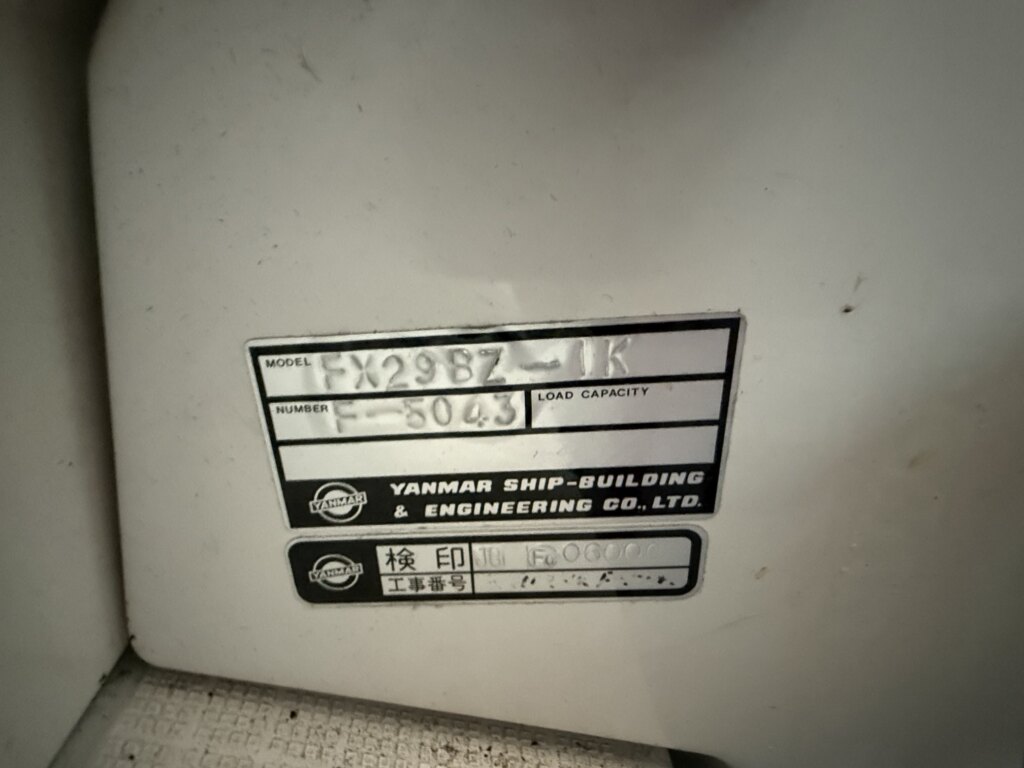 MODEL FX29BZ-1K
NUMBER F-5043 LOAD CAPACITY
YANMAR YANMAR SHIP-BUILDING
& ENGINEERING CO., LTD.
YANMAR 検印
工事番号